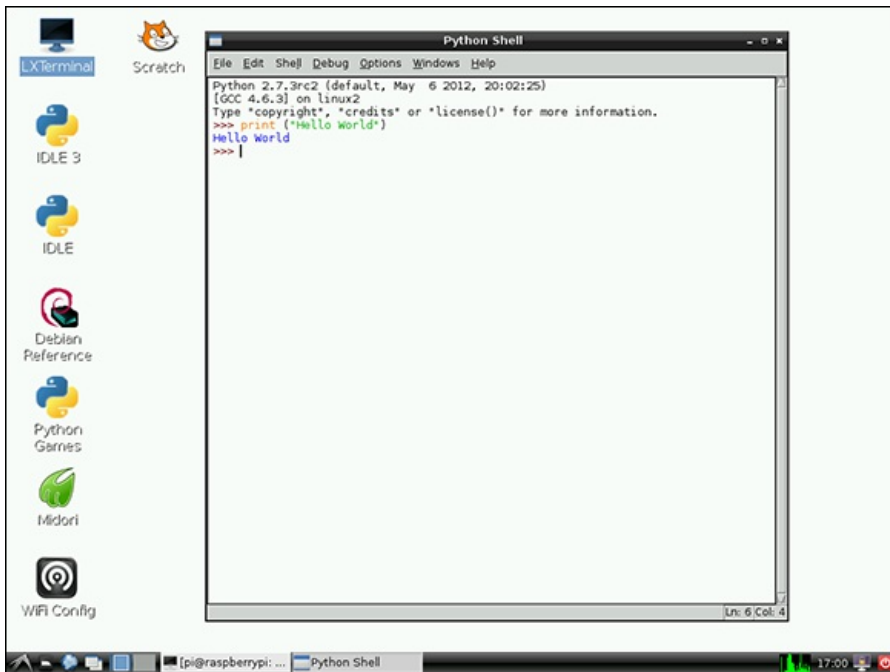 LXTerminal
Scratch
IDLE 3
IDLE
Debian
Reference
Python
Games
Midori
WiFi Config
Python Shell
File Edit Shell Debug Options Windows Help
Python 2.7.3rc2 (default, May  6 2012, 20:02:25)
[GCC 4.6.3] on linux2
Type "copyright", "credits" or "license()" for more information.
>>> print ("Hello World")
Hello World
>>>
Ln: 6 Col: 4
[pi@raspberrypi: ...
Python Shell
17:00